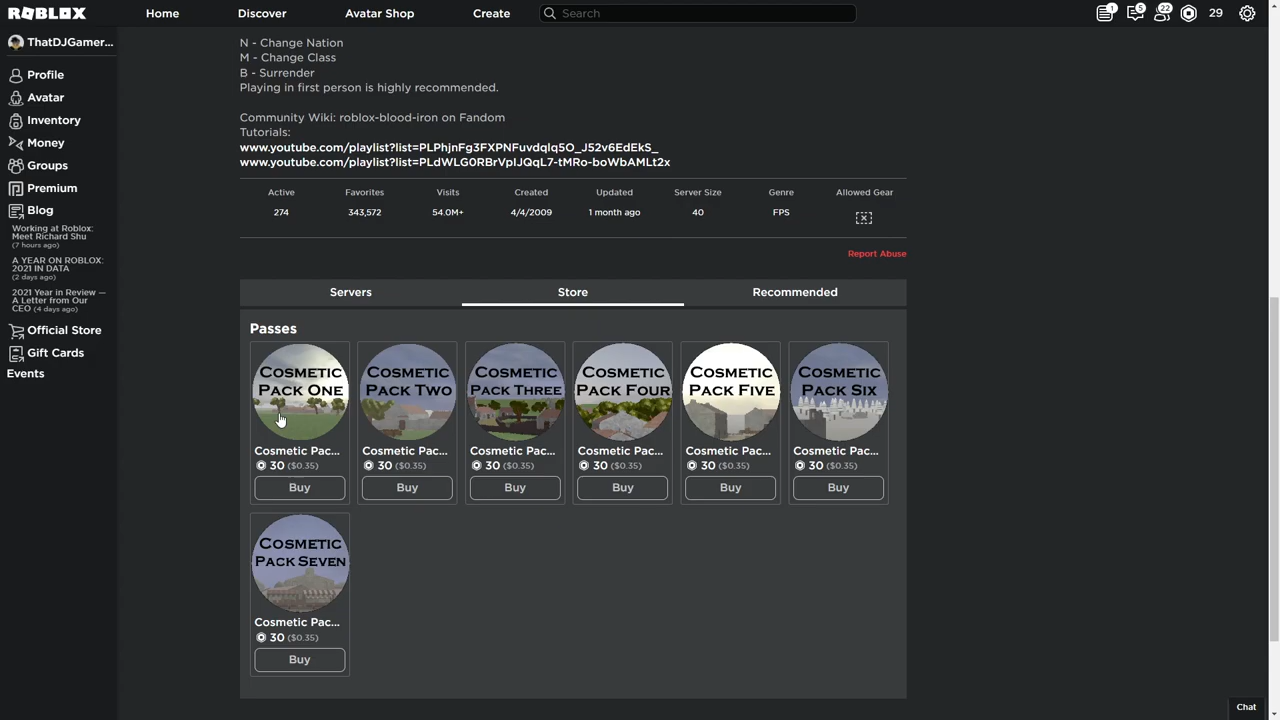 ROBLOX
Home
Discover
Avatar Shop
Create
Search
1
5
22
29
ThatDJGamer...
Profile
Avatar
Inventory
Money
Groups
Premium
Blog
Working at Roblox:
Meet Richard Shu
(7 hours ago)
A YEAR ON ROBLOX:
2021 IN DATA
(2 days ago)
2021 Year in Review —
A Letter from Our
CEO (4 days ago)
Official Store
Gift Cards
Events
N - Change Nation
M - Change Class
B - Surrender
Playing in first person is highly recommended.
Community Wiki: roblox-blood-iron on Fandom
Tutorials:
www.youtube.com/playlist?list=PLPhjnFg3FXPNFuvdqlq5O_J52v6EdEkS_
www.youtube.com/playlist?list=PLdWLG0RBrVpIJQqL7-tMRo-boWbAMLt2x
Active
Favorites
Visits
Created
Updated
Server Size
Genre
Allowed Gear
274
343,572
54.0M+
4/4/2009
1 month ago
40
FPS
Report Abuse
Servers
Store
Recommended
Passes
Cosmetic
Pack One
Cosmetic Pac...
30 ($0.35)
Buy
Cosmetic
Pack Two
Cosmetic Pac...
30 ($0.35)
Buy
Cosmetic
Pack Three
Cosmetic Pac...
30 ($0.35)
Buy
Cosmetic
Pack Four
Cosmetic Pac...
30 ($0.35)
Buy
Cosmetic
Pack Five
Cosmetic Pac...
30 ($0.35)
Buy
Cosmetic
Pack Six
Cosmetic Pac...
30 ($0.35)
Buy
Cosmetic
Pack Seven
Cosmetic Pac...
30 ($0.35)
Buy
Chat